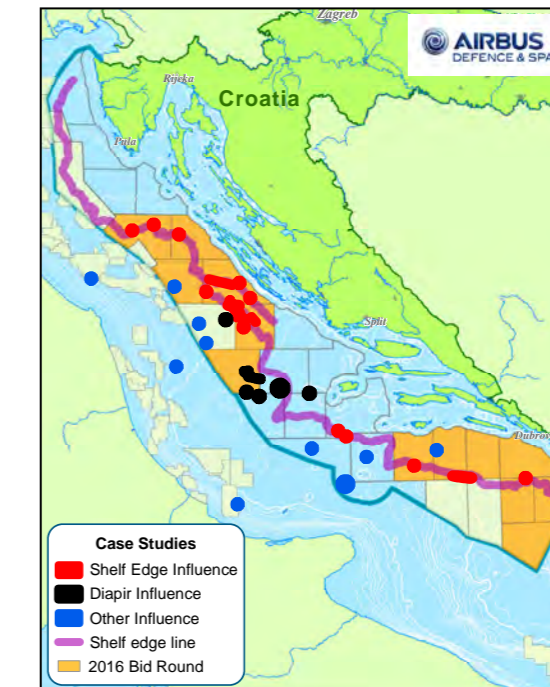 Zagreb
AIRBUS
DEFENCE & SPA
Rijeka
Croatia
Pula
Split
Dubrov
Case Studies
Shelf Edge Influence
Diapir Influence
Other Influence
Shelf edge line
2016 Bid Round